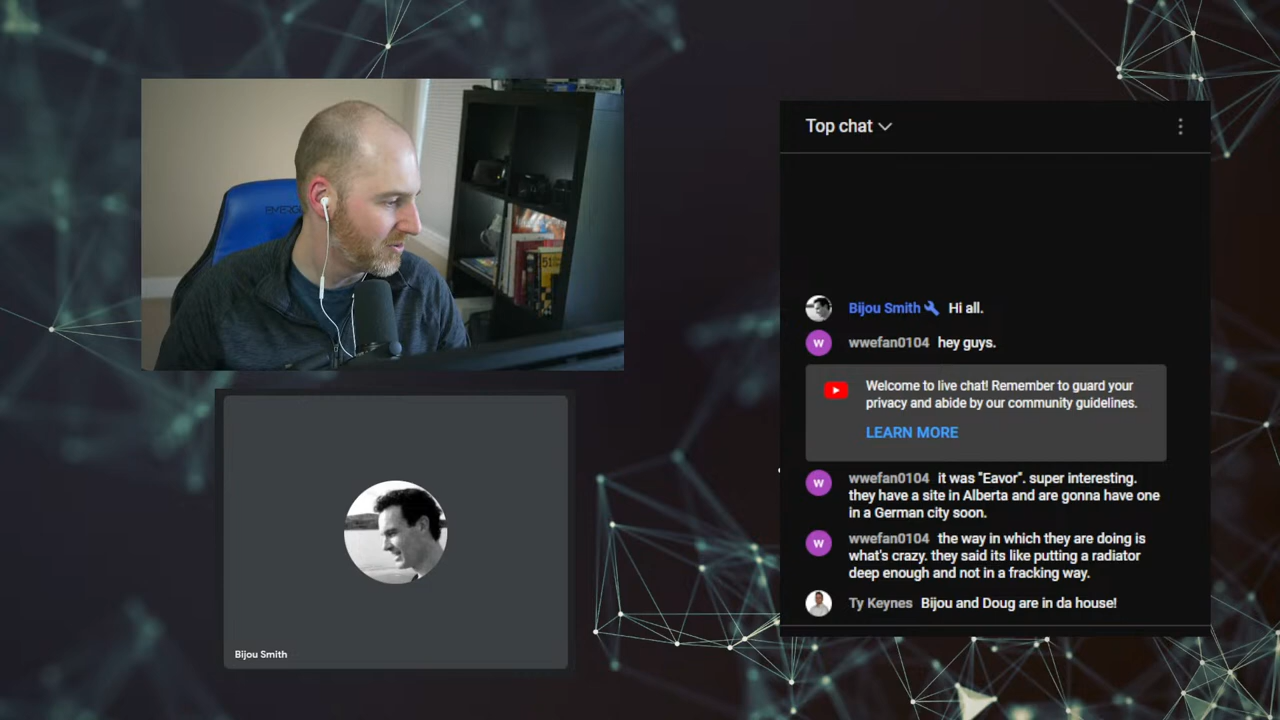 Top chat
Bijou Smith Hi all.
wwefan0104 hey guys.
Welcome to live chat! Remember to guard your
privacy and abide by our community guidelines.
LEARN MORE
wwefan0104 it was "Eavor". super interesting.
they have a site in Alberta and are gonna have one
in a German city soon.
wwefan0104 the way in which they are doing is
what's crazy. they said its like putting a radiator
deep enough and not in a fracking way.
Ty Keynes Bijou and Doug are in da house!
Bijou Smith
W
W
W
51